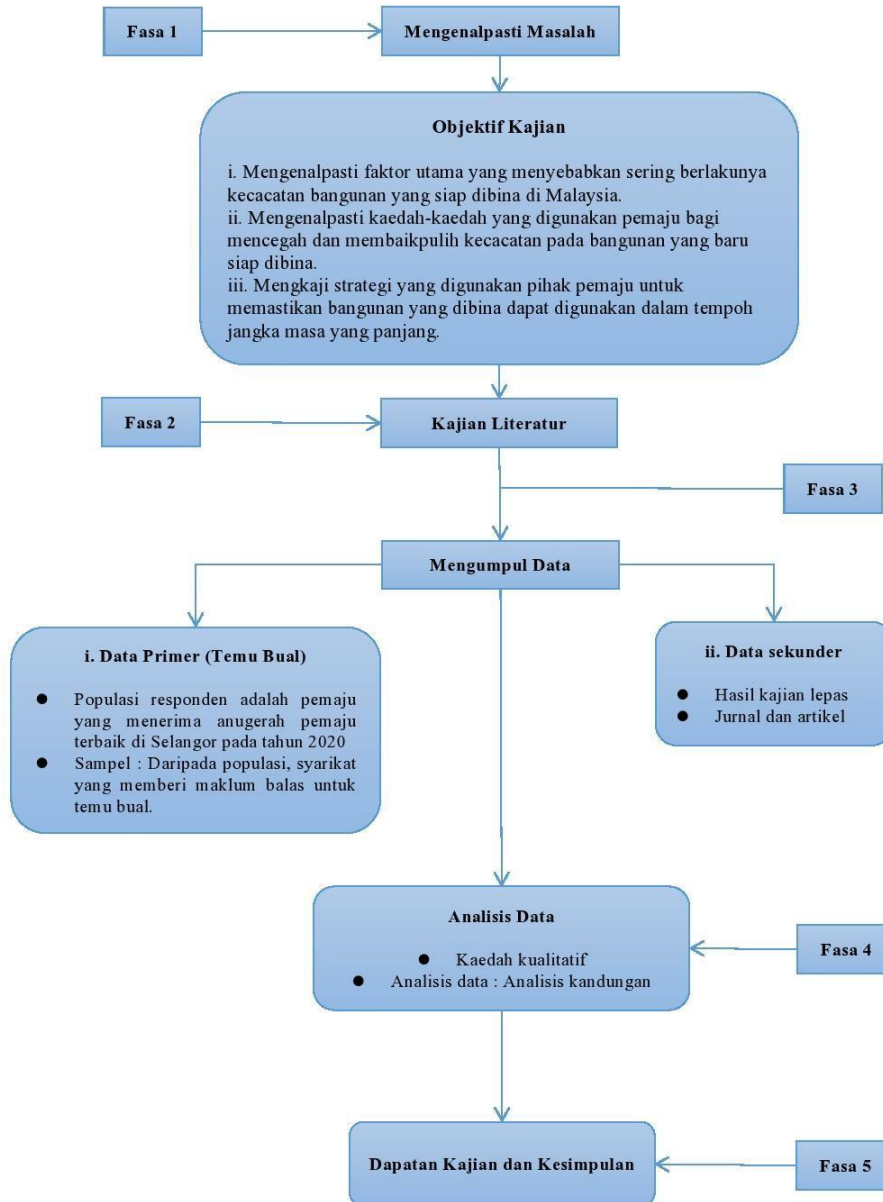 Fasa 1
Mengenalpasti Masalah
Objektif Kajian
i. Mengenalpasti faktor utama yang menyebabkan sering berlakunya
kecacatan bangunan yang siap dibina di Malaysia.
ii. Mengenalpasti kaedah-kaedah yang digunakan pemaju bagi
mencegah dan membaikpulih kecacatan pada bangunan yang baru
siap dibina.
iii. Mengkaji strategi yang digunakan pihak pemaju untuk
memastikan bangunan yang dibina dapat digunakan dalam tempoh
jangka masa yang panjang.
Fasa 2
Kajian Literatur
Fasa 3
Mengumpul Data
i. Data Primer (Temu Bual)
● Populasi responden adalah pemaju
yang menerima anugerah pemaju
terbaik di Selangor pada tahun 2020
● Sampel : Daripada populasi, syarikat
yang memberi maklum balas untuk
temu bual.
ii. Data sekunder
● Hasil kajian lepas
● Jurnal dan artikel
Analisis Data
● Kaedah kualitatif
● Analisis data : Analisis kandungan
Fasa 4
Dapatan Kajian dan Kesimpulan
Fasa 5